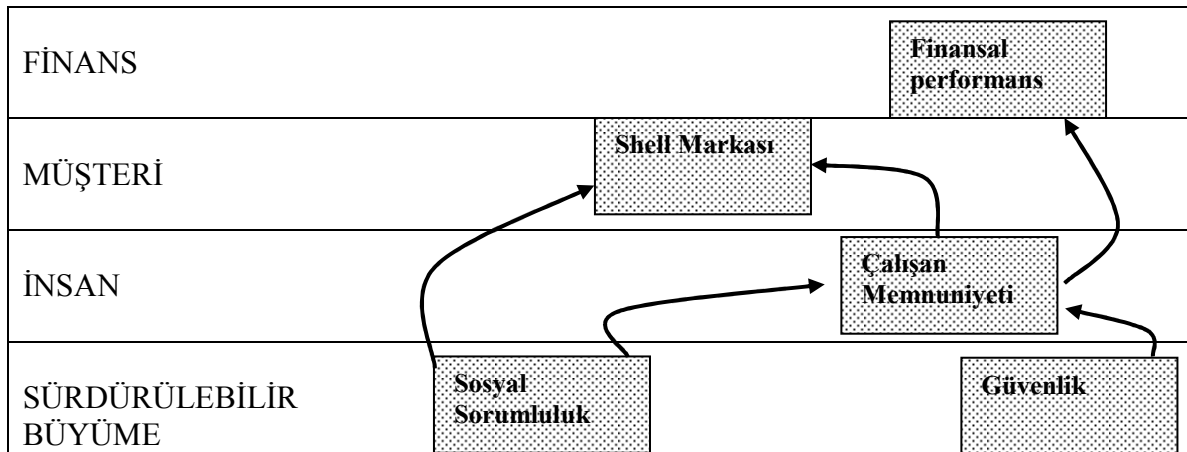 FİNANS
Finansal
performans
MÜŞTERİ
Shell Markası
İNSAN
Çalışan
Memnuniyeti
SÜRDÜRÜLEBİLİR
BÜYÜME
Sosyal
Sorumluluk
Güvenlik